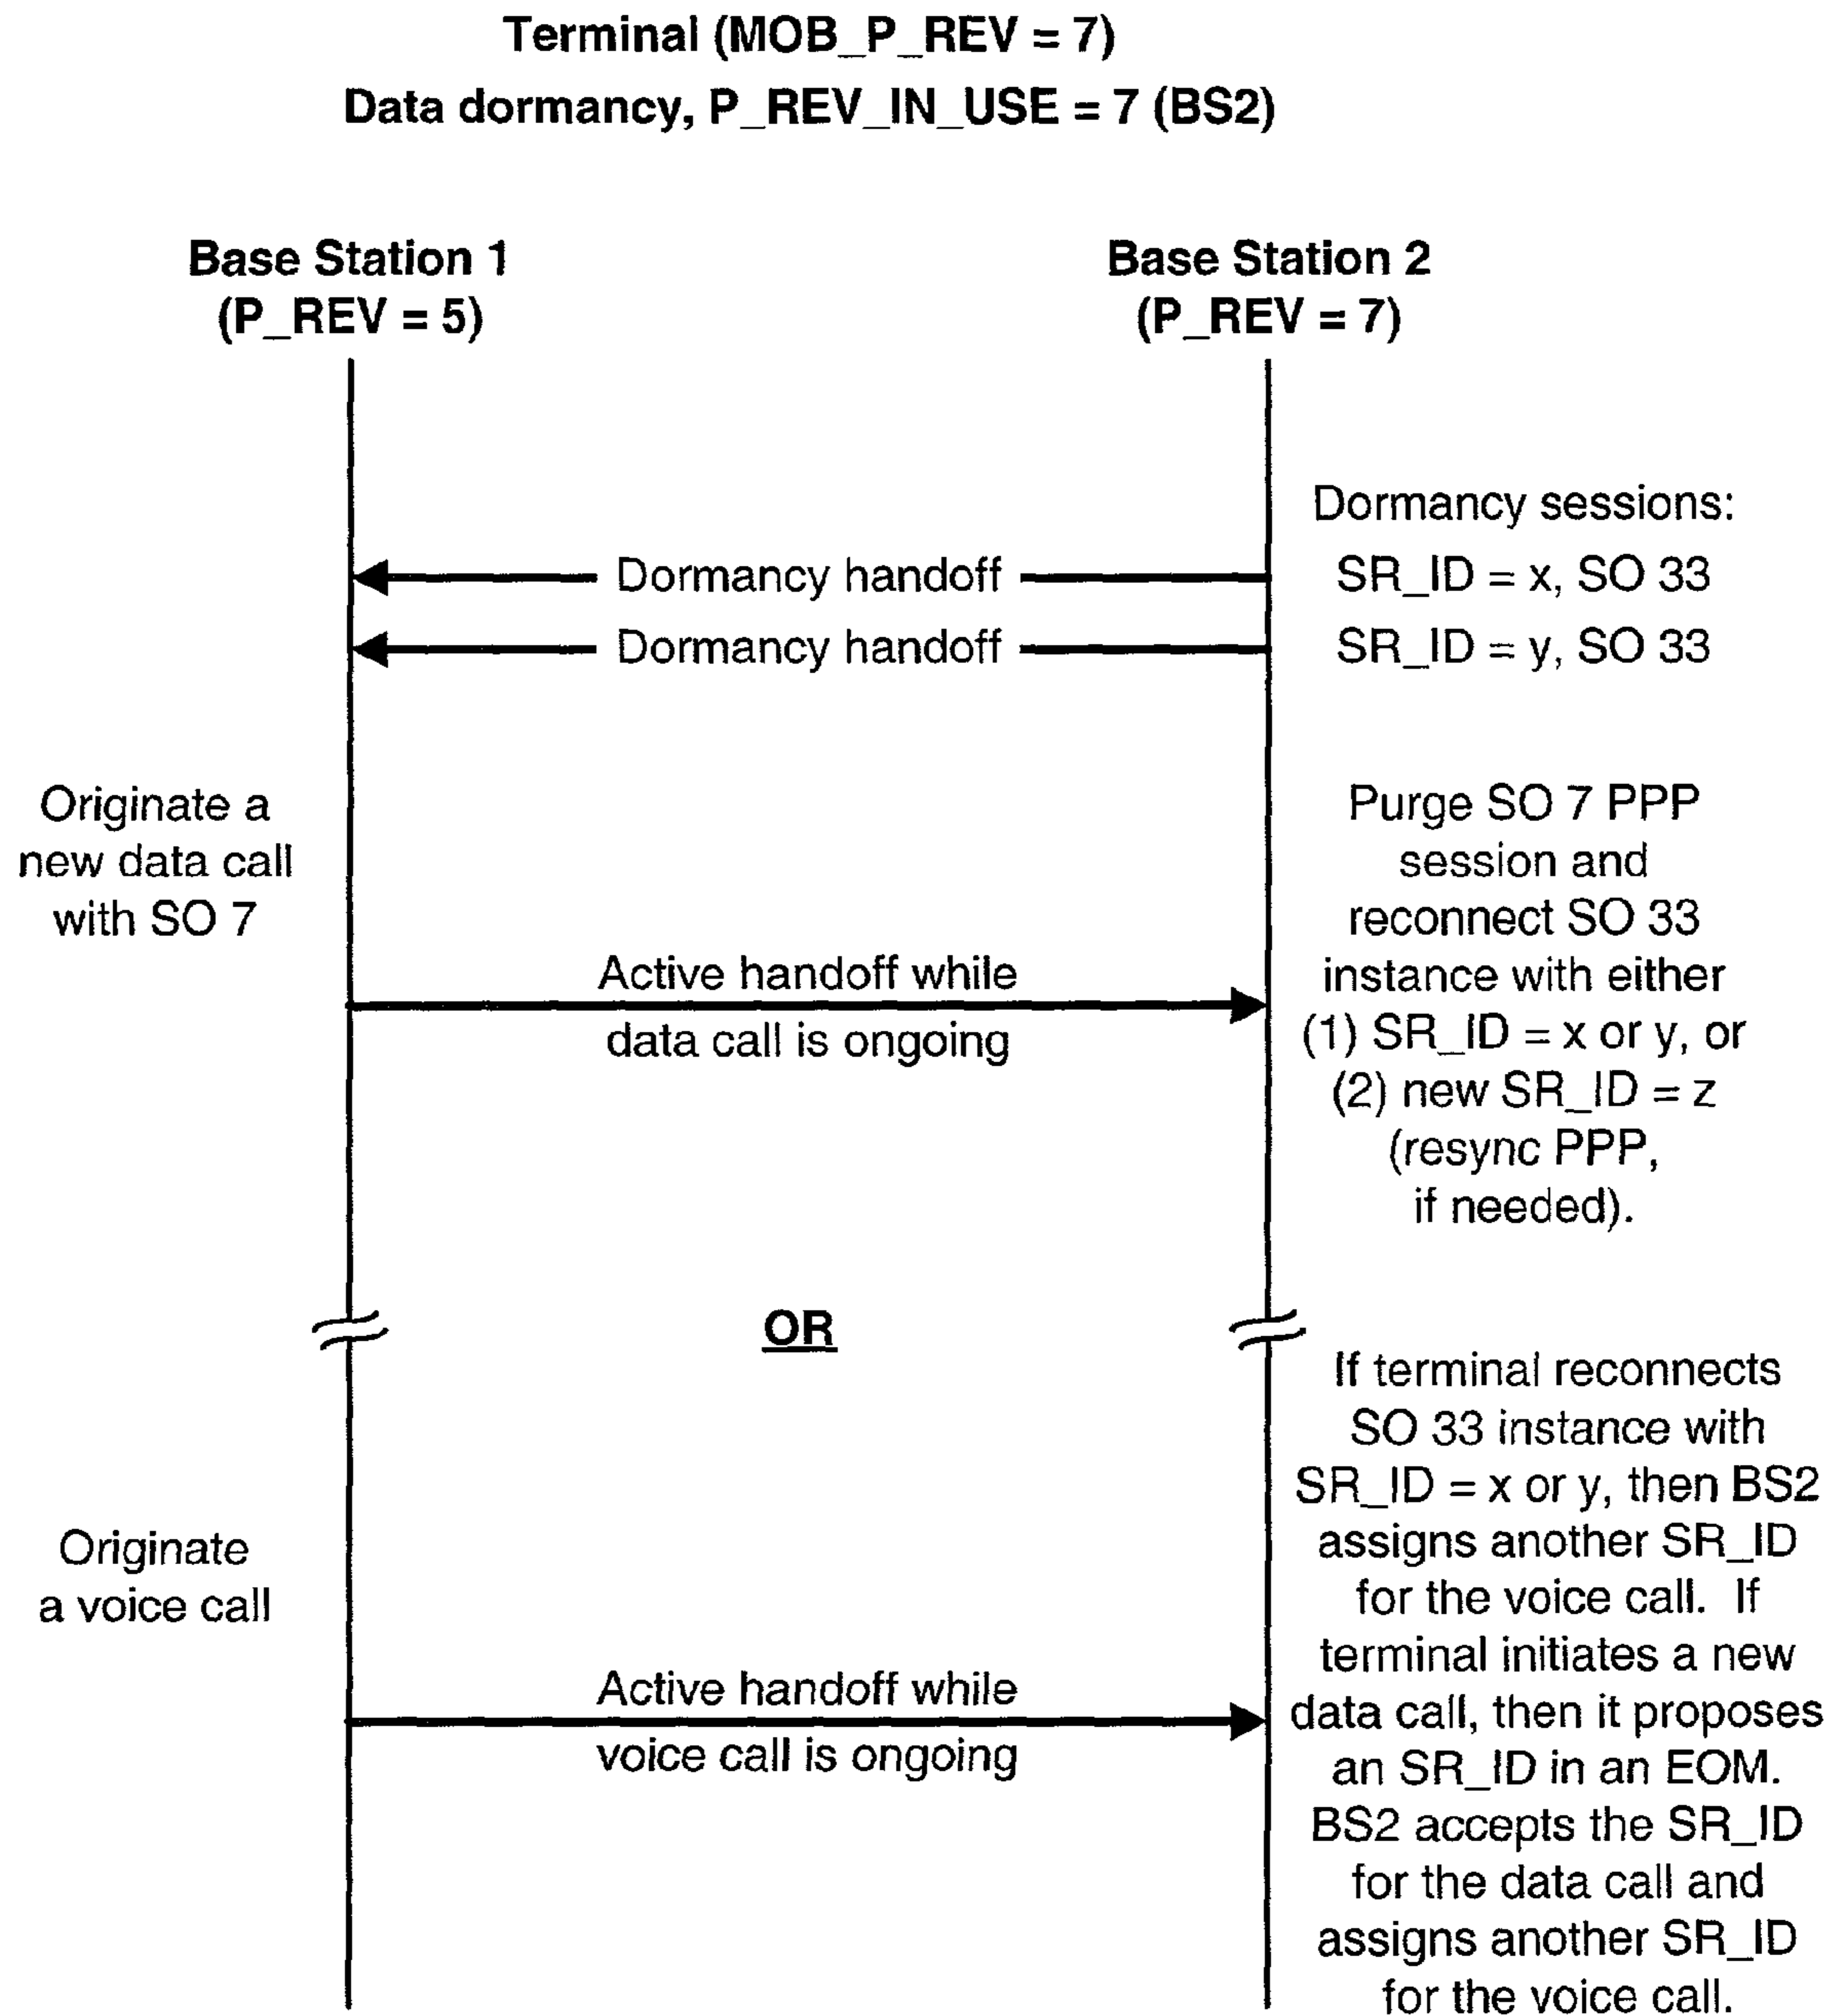 Terminal (MOB_P_REV = 7)
Data dormancy, P_REV_IN_USE = 7 (BS2)
Base Station 1
(P_REV = 5)
Base Station 2
(P_REV = 7)
Dormancy sessions:
Dormancy handoff
SR_ID = x, SO 33
Dormancy handoff
SR_ID = y, SO 33
Originate a
new data call
with SO 7
Active handoff while
data call is ongoing
Purge SO 7 PPP
session and
reconnect SO 33
instance with either
(1) SR_ID = x or y, or
(2) new SR_ID = z
(resync PPP,
if needed).
OR
Originate
a voice call
Active handoff while
voice call is ongoing
If terminal reconnects
SO 33 instance with
SR_ID = x or y, then BS2
assigns another SR_ID
for the voice call. If
terminal initiates a new
data call, then it proposes
an SR_ID in an EOM.
BS2 accepts the SR_ID
for the data call and
assigns another SR_ID
for the voice call.